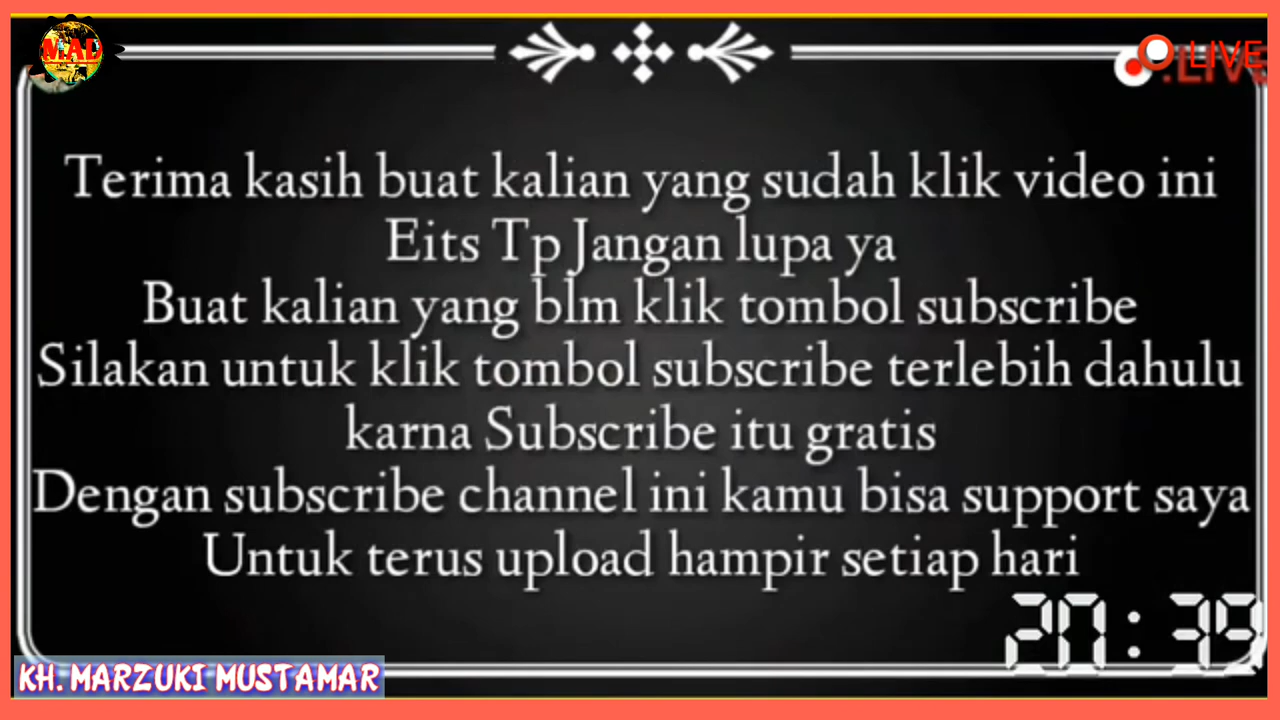 MAD
LIVE
LIVE
Terima kasih buat kalian yang sudah klik video ini
Eits Tp Jangan lupa ya
Buat kalian yang blm klik tombol subscribe
Silakan untuk klik tombol subscribe terlebih dahulu
karna Subscribe itu gratis
Dengan subscribe channel ini kamu bisa support saya
Untuk terus upload hampir setiap hari
20:39
KH. MARZUKI MUSTAMAR